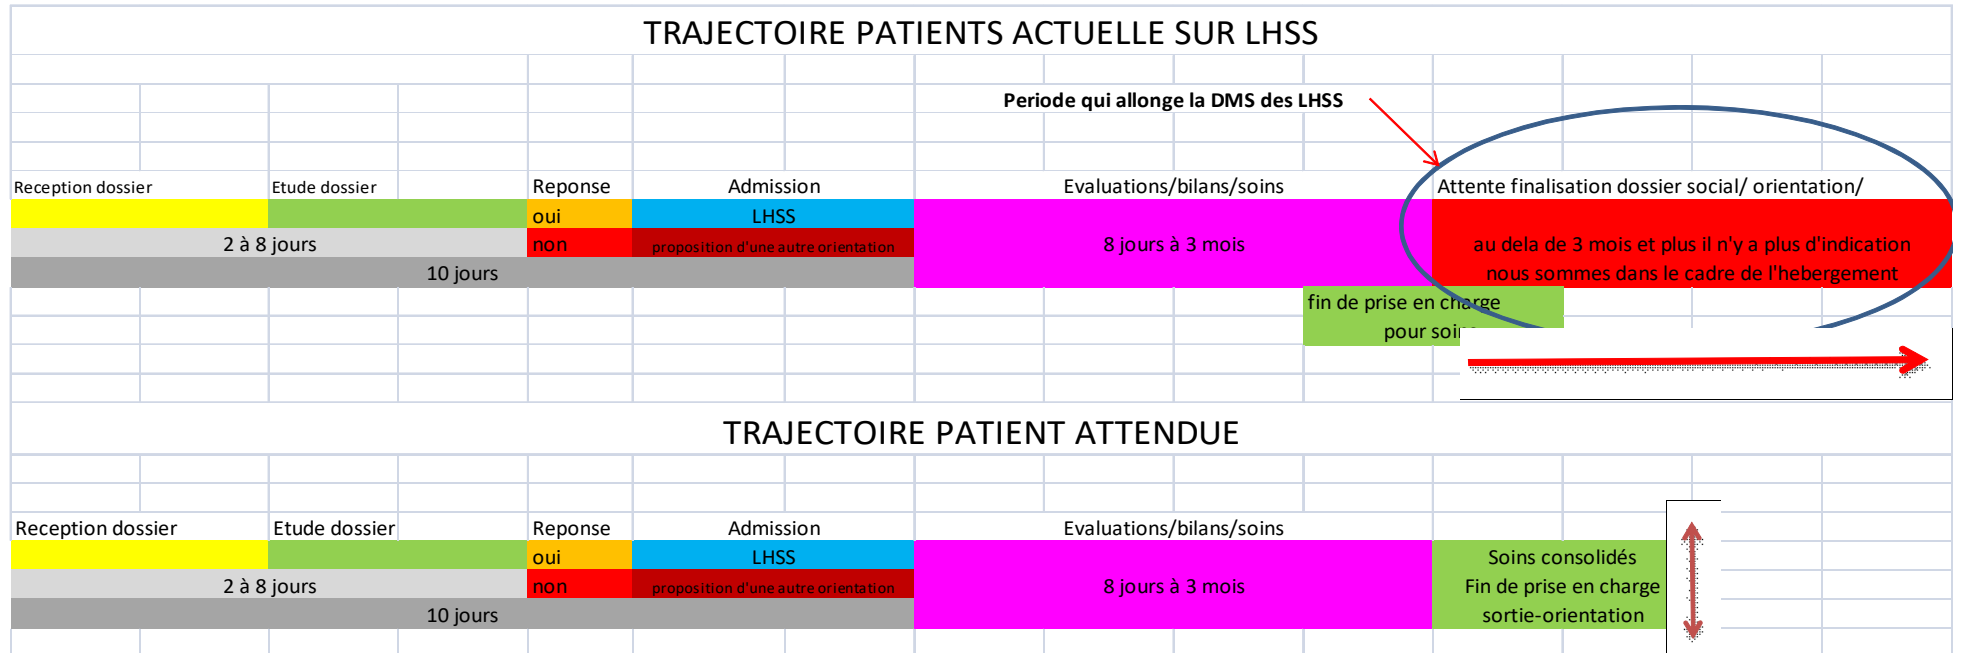 TRAJECTOIRE PATIENTS ACTUELLE SUR LHSS
Periode qui allonge la DMS des LHSS
Reception dossier
Etude dossier
Reponse
Admission
Evaluations/bilans/soins
Attente finalisation dossier social/ orientation/
oui
LHSS
2 à 8 jours
non
proposition d'une autre orientation
8 jours à 3 mois
au dela de 3 mois et plus il n'y a plus d'indication
10 jours
nous sommes dans le cadre de l'hebergement
fin de prise en charge
pour
TRAJECTOIRE PATIENT ATTENDUE
Reception dossier
Etude dossier
Reponse
Admission
Evaluations/bilans/soins
oui
LHSS
Soins consolidés
2 à 8 jours
non
proposition d'une autre orientation
8 jours à 3 mois
Fin de prise en charge
10 jours
sortie-orientation